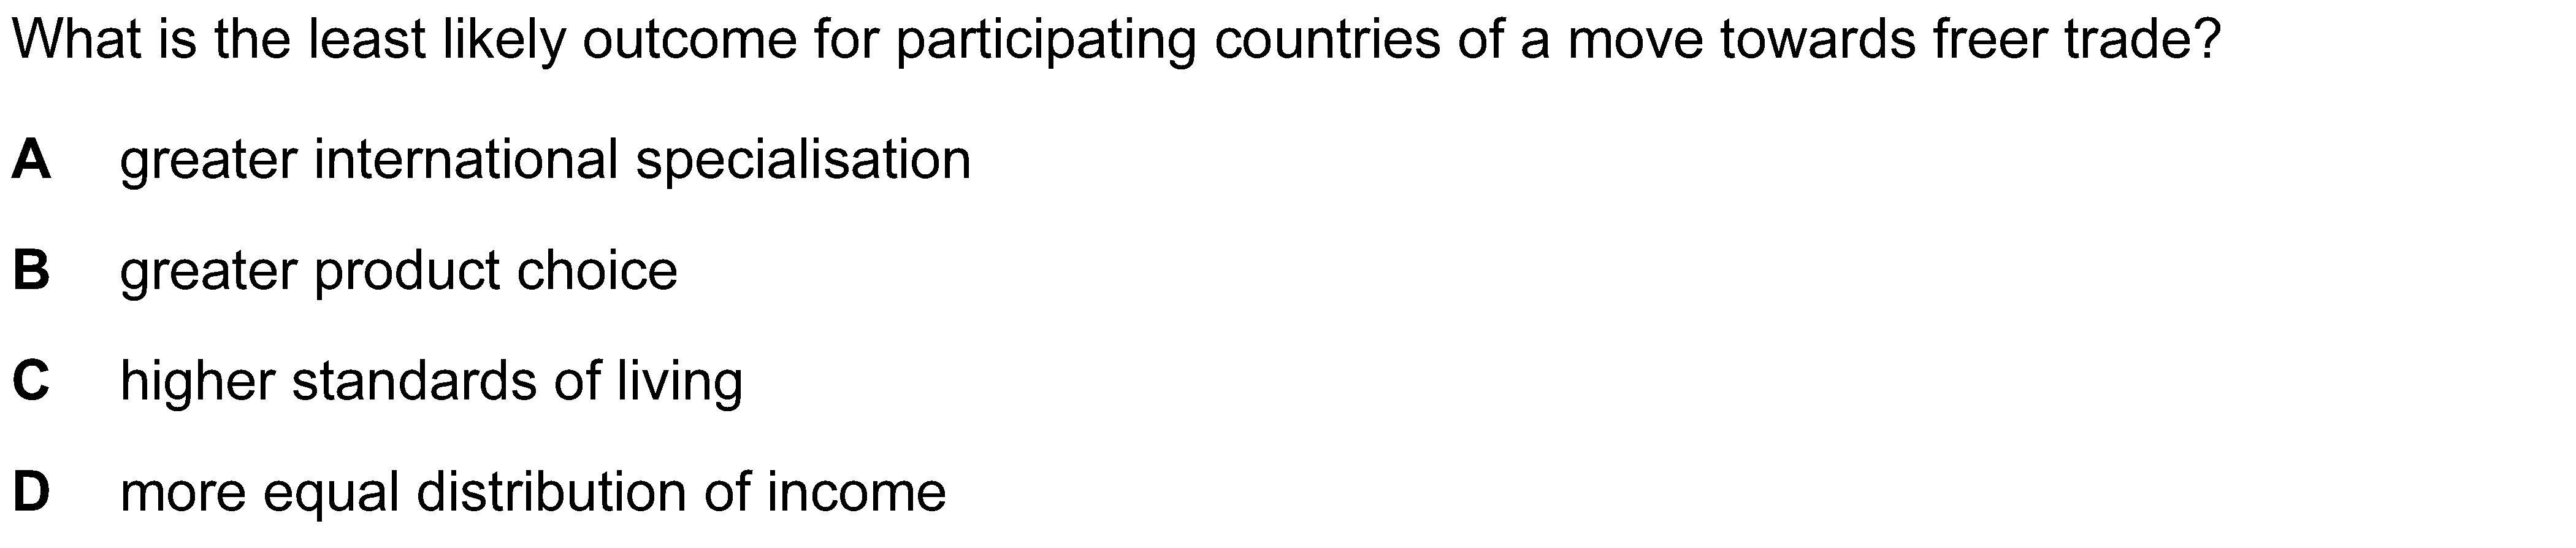 What is the least likely outcome for participating countries of a move towards freer trade?
A greater international specialisation
B greater product choice
C higher standards of living
D more equal distribution of income